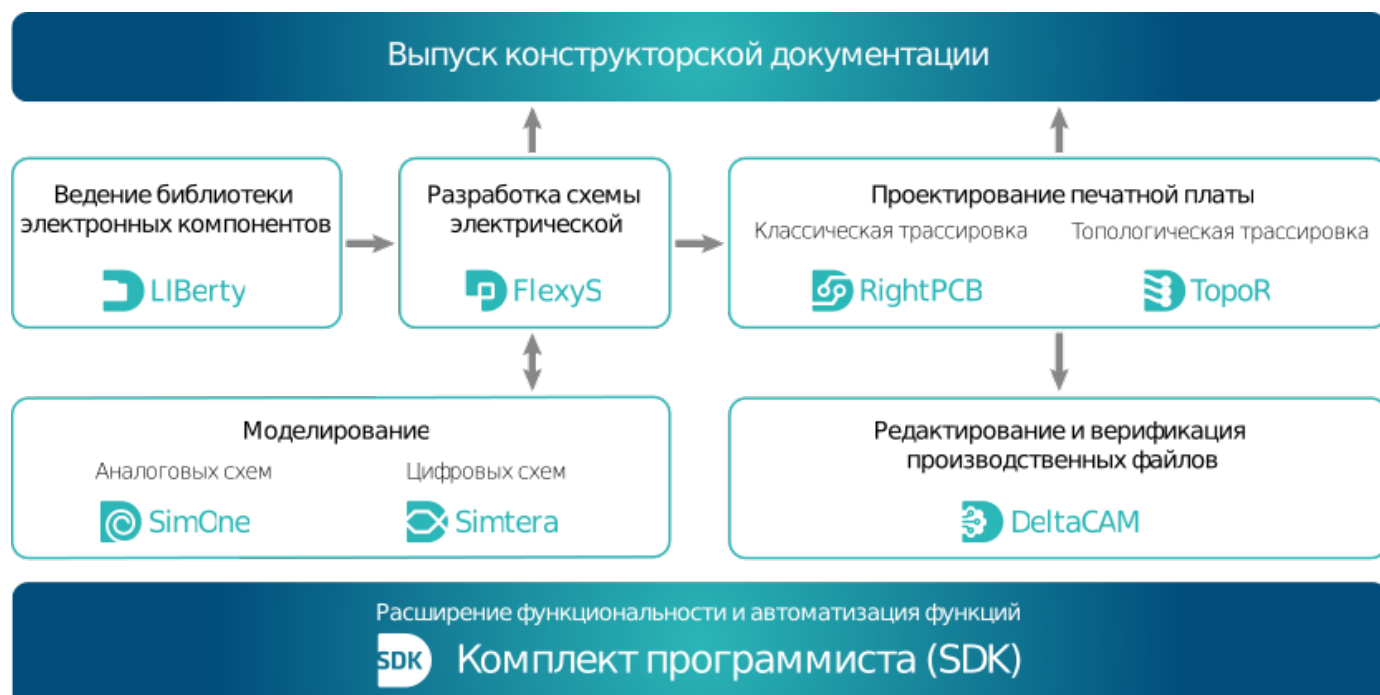 Выпуск конструкторской документации
Ведение библиотеки
электронных компонентов
LIBerty
Разработка схемы
электрической
FlexyS
Проектирование печатной платы
Классическая трассировка
Топологическая трассировка
RightPCB
TopoR
Моделирование
Аналоговых схем
Цифровых схем
SimOne
Simtera
Редактирование и верификация
производственных файлов
DeltaCAM
Расширение функциональности и автоматизация функций
SDK
Комплект программиста (SDK)